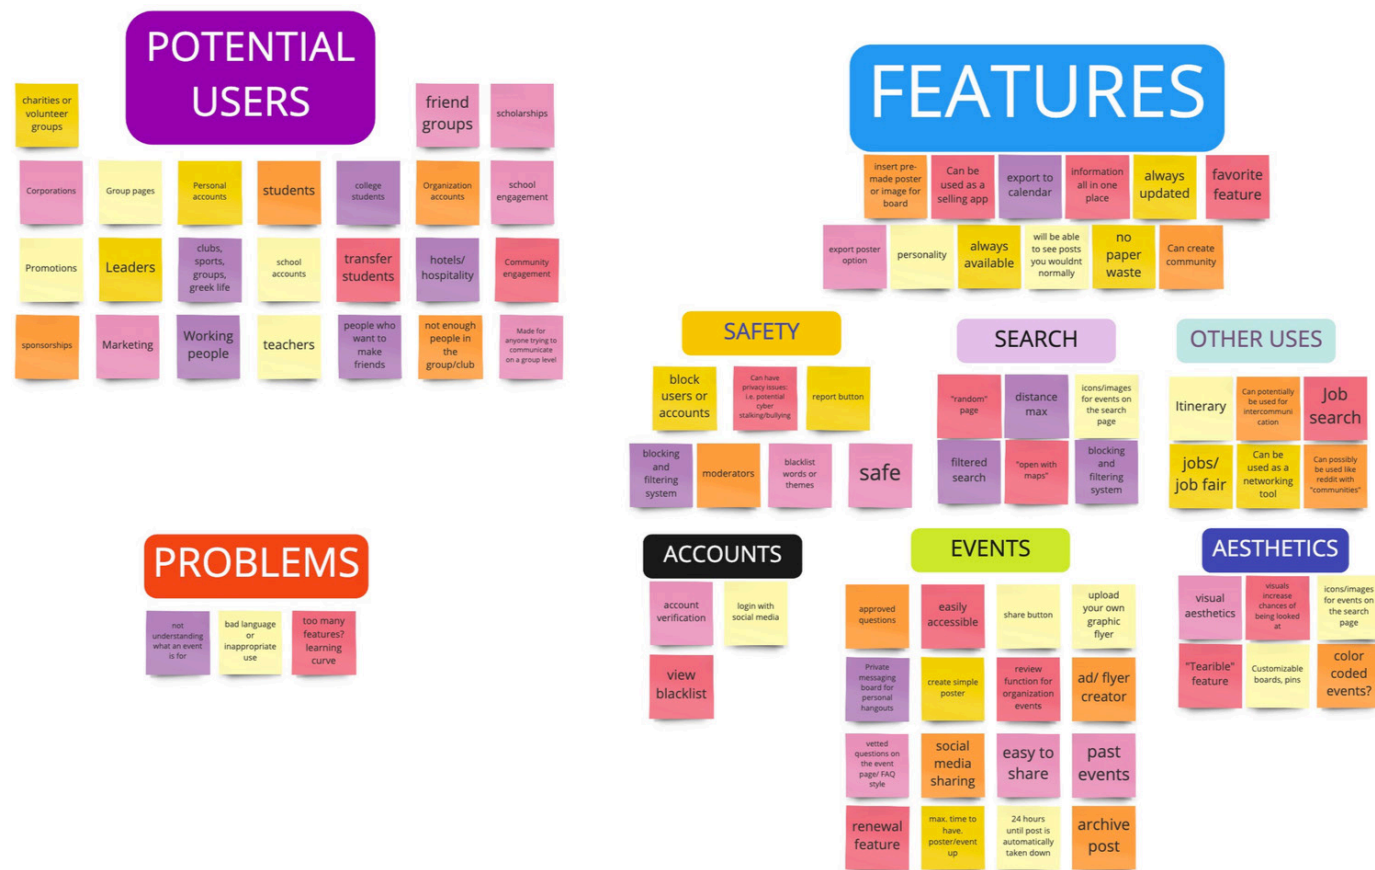 POTENTIAL
USERS
charities or
volunteer
groups
friend
groups
scholarships
Corporations
Group pages
Personal
accounts
students
college
students
Organization
accounts
school
engagement
Promotions
Leaders
clubs,
sports,
groups,
greek life
school
accounts
transfer
students
hotels/
hospitality
Community
engagement
sponsorships
Marketing
Working
people
teachers
people who
want to
make
friends
not enough
people in
the
group/club
Made for
anyone trying to
communicate
on a group level
PROBLEMS
not
understanding
what an event
is for
bad language
or
inappropriate
use
too many
features?
learning
curve
FEATURES
insert pre-
made poster
or image for
board
Can be
used as a
selling app
export to
calendar
information
all in one
place
always
updated
favorite
feature
export poster
option
personality
always
available
will be able
to see posts
you wouldnt
normally
no
paper
waste
Can create
community
SAFETY
block
users or
accounts
Can have
privacy issues:
i.e. potential
cyber
stalking/bullying
report button
blocking
and
filtering
system
moderators
blacklist
words or
themes
safe
SEARCH
"random"
page
distance
max
icons/images
for events on
the search
page
filtered
search
"open with
maps"
blocking
and
filtering
system
OTHER USES
Itinerary
Can potentially
be used for
intercommuni
cation
Job
search
jobs/
job fair
Can be
used as a
networking
tool
Can possibly
be used like
reddit with
"communities"
ACCOUNTS
account
verification
login with
social media
view
blacklist
EVENTS
approved
questions
easily
accessible
share button
upload
your own
graphic
flyer
Private
messaging
board for
personal
hangouts
create simple
poster
review
function for
organization
events
ad/ flyer
creator
vetted
questions on
the event
page/ FAQ
style
social
media
sharing
easy to
share
past
events
renewal
feature
max. time to
have.
poster/event
up
24 hours
until post is
automatically
taken down
archive
post
AESTHETICS
visual
aesthetics
visuals
increase
chances of
being looked
at
icons/images
for events on
the search
page
"Tearible"
feature
Customizable
boards, pins
color
coded
events?